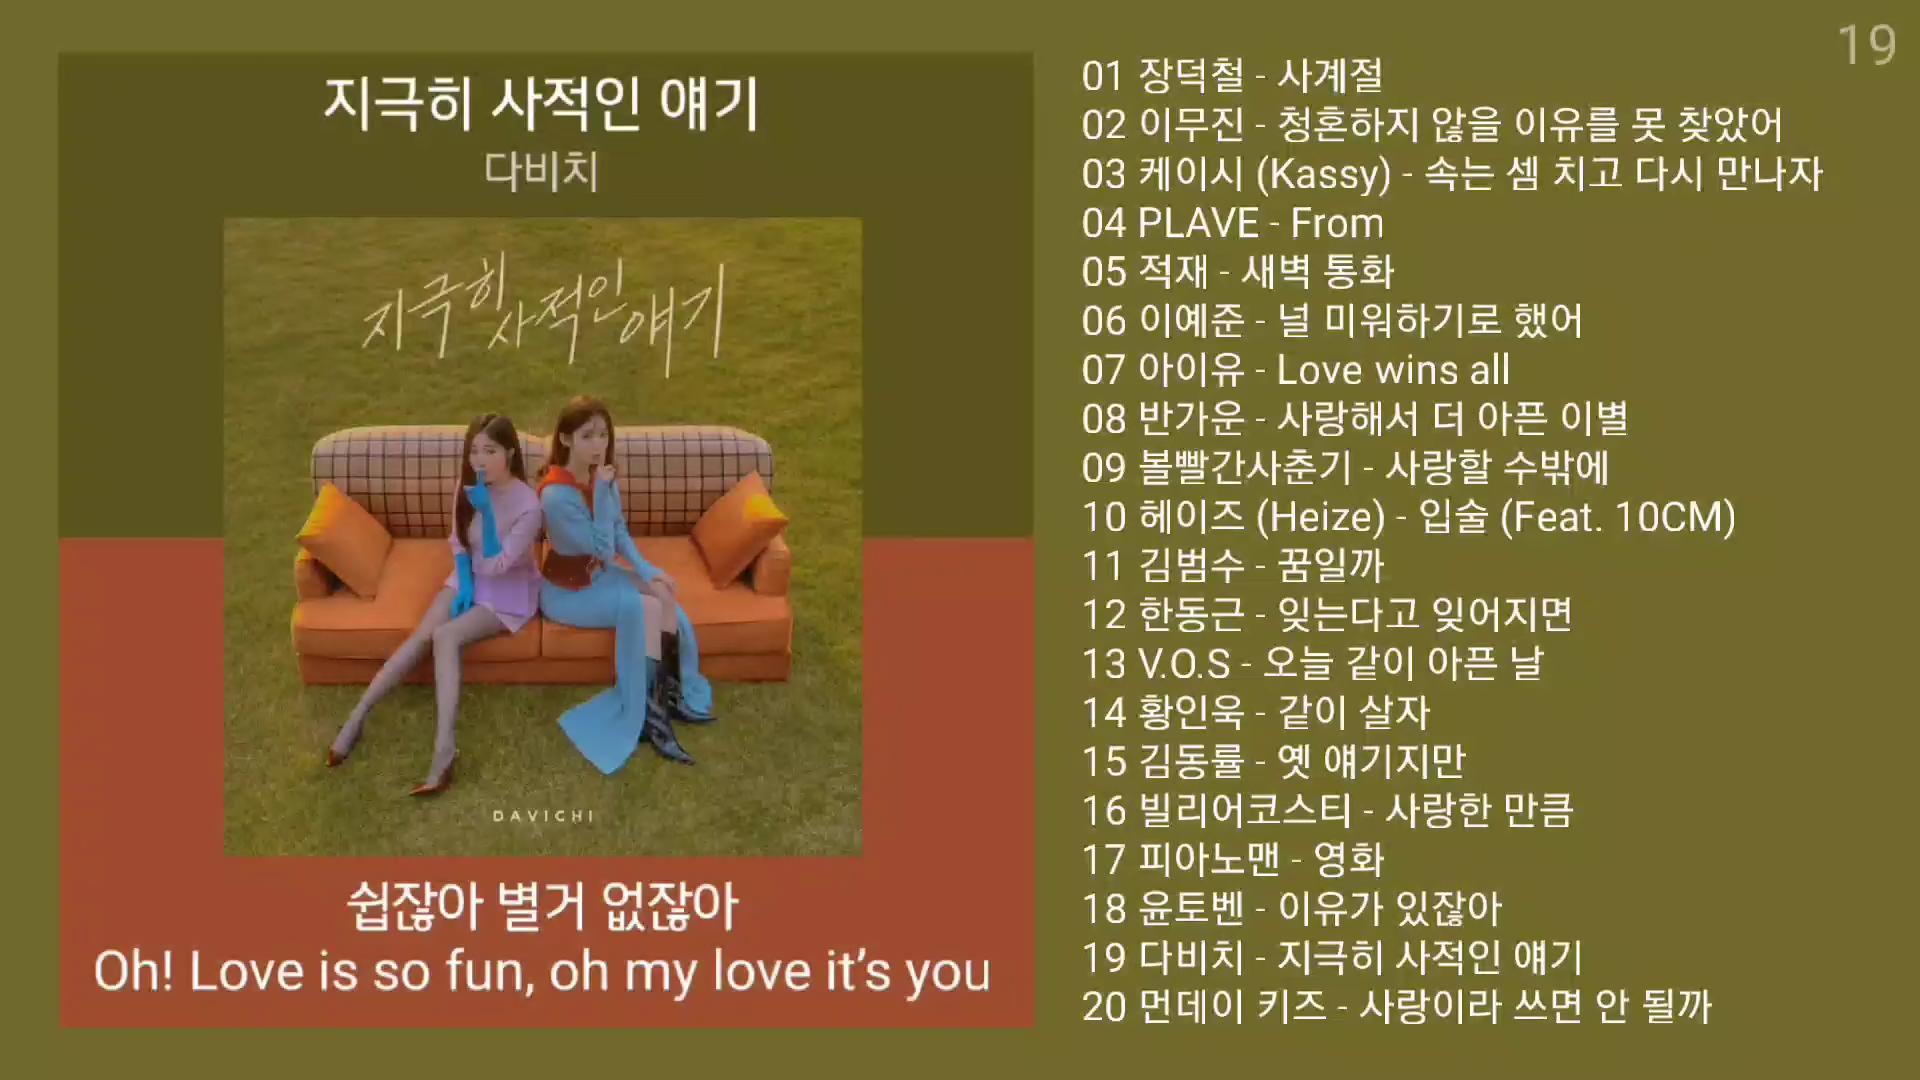 19
지극히 사적인 얘기
다비치
지극히 사적인 얘기
DAVICHI
쉽잖아 별거 없잖아
Oh! Love is so fun, oh my love it's you
01 장덕철 - 사계절
02 이무진 - 청혼하지 않을 이유를 못 찾았어
03 케이시 (Kassy) - 속는 셈 치고 다시 만나자
04 PLAVE - From
05 적재 - 새벽 통화
06 이예준 - 널 미워하기로 했어
07 아이유 - Love wins all
08 반가운 - 사랑해서 더 아픈 이별
09 볼빨간사춘기 - 사랑할 수밖에
10 헤이즈 (Heize) - 입술 (Feat. 10CM)
11 김범수 - 꿈일까
12 한동근 - 잊는다고 잊어지면
13 V.O.S - 오늘 같이 아픈 날
14 황인욱 - 같이 살자
15 김동률 - 옛 얘기지만
16 빌리어코스티 - 사랑한 만큼
17 피아노맨 - 영화
18 윤토벤 - 이유가 있잖아
19 다비치 - 지극히 사적인 얘기
20 먼데이 키즈 - 사랑이라 쓰면 안 될까